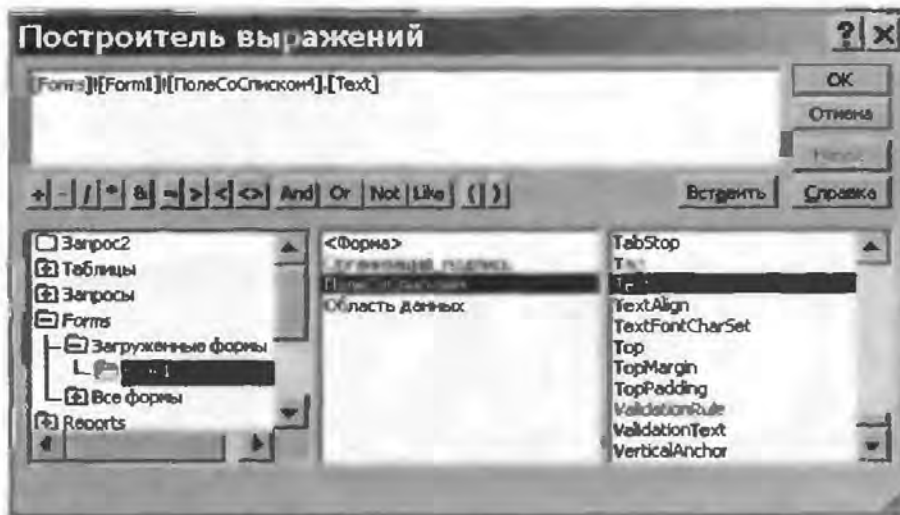 Построитель выражений
[Forms]![Form1]![ПолеСоСписком4].[Text]
OK
Отмена
+ - / * & = > < <> And Or Not Like ( )
Вставить
Справка
Запрос2
Таблицы
Запросы
Forms
Загруженные формы
Все формы
Reports
<Форма>
Область данных
TabStop
TextAlign
TextFontCharSet
Top
TopMargin
TopPadding
ValidationRule
ValidationText
VerticalAnchor